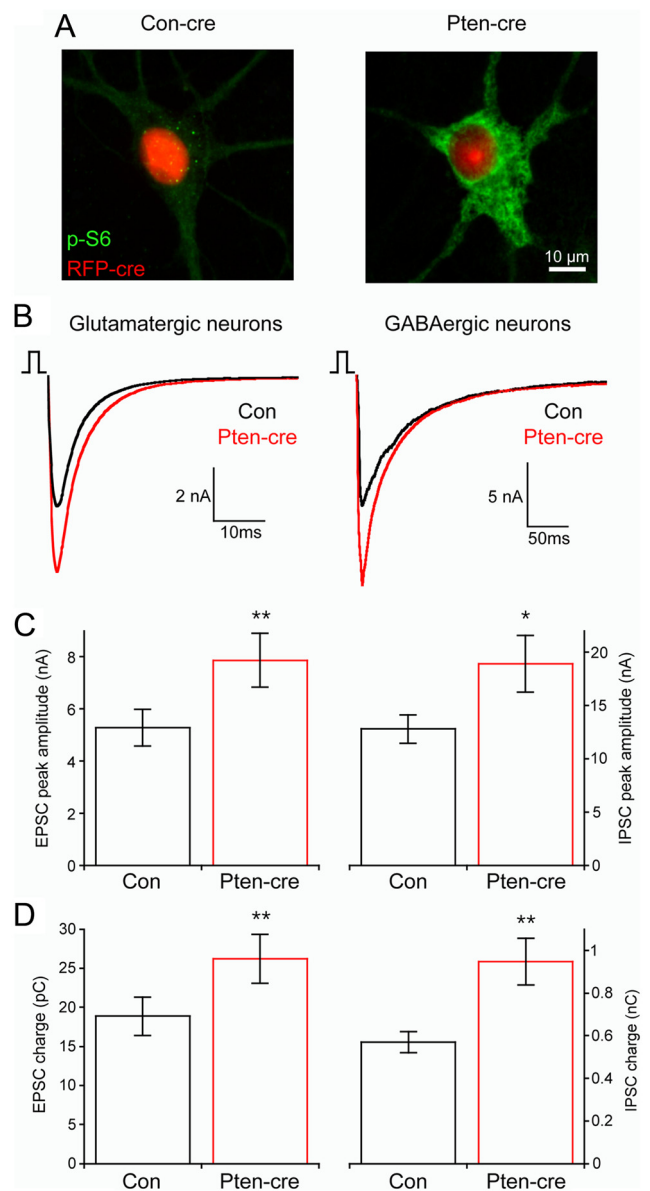 A
Con-cre
Pten-cre
p-S6
RFP-cre
10 µm
B
Glutamatergic neurons
GABAergic neurons
Con
Pten-cre
2 nA
10ms
Con
Pten-cre
5 nA
50ms
C
**
*
EPSC peak amplitude (nA)
8
6
4
2
0
Con
Pten-cre
Con
Pten-cre
20
15
10
5
0
IPSC peak amplitude (nA)
D
**
**
EPSC charge (pC)
30
25
20
15
10
5
0
Con
Pten-cre
Con
Pten-cre
1
0.8
0.6
0.4
0.2
0
IPSC charge (nC)